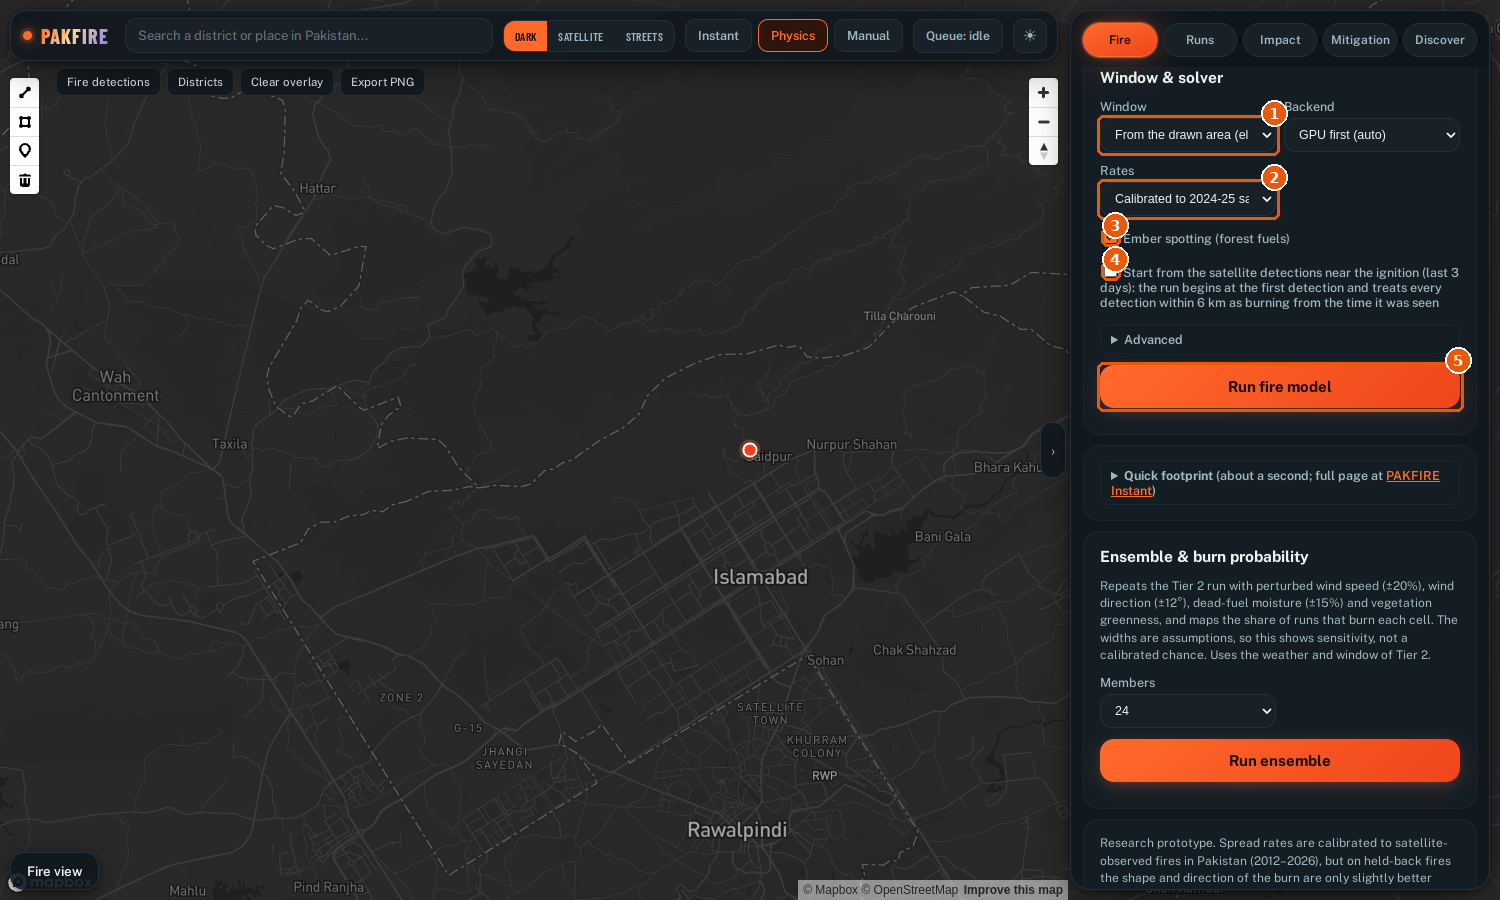 PAKFIRE
Search a district or place in Pakistan...
DARK
SATELLITE
STREETS
Instant
Physics
Manual
Queue: idle
Fire
Runs
Impact
Mitigation
Discover
Fire detections
Districts
Clear overlay
Export PNG
Window & solver
Window
Backend
1
From the drawn area (el
GPU first (auto)
Rates
2
Calibrated to 2024-25 sa
3
Ember spotting (forest fuels)
4
Start from the satellite detections near the ignition (last 3
days): the run begins at the first detection and treats every
detection within 6 km as burning from the time it was seen
Advanced
5
Run fire model
Quick footprint (about a second; full page at PAKFIRE
Instant)
Ensemble & burn probability
Repeats the Tier 2 run with perturbed wind speed (±20%), wind
direction (±12°), dead-fuel moisture (±15%) and vegetation
greenness, and maps the share of runs that burn each cell. The
widths are assumptions, so this shows sensitivity, not a
calibrated chance. Uses the weather and window of Tier 2.
Members
24
Run ensemble
Research prototype. Spread rates are calibrated to satellite-
observed fires in Pakistan (2012–2026), but on held-back fires
the shape and direction of the burn are only slightly better
Hattar
dal
Tilla Charouni
Wah
Cantonment
Taxila
Nurpur Shahan
Saidpur
Bhara Kahu
Bani Gala
Islamabad
ang
Chak Shahzad
Sohan
ZONE 2
SATELLITE
TOWN
G-15
KHURRAM
COLONY
JHANGI
SAYEDAN
RWP
Rawalpindi
Fire view
mapbox
Mahlu
Pind Ranjha
© Mapbox © OpenStreetMap Improve this map